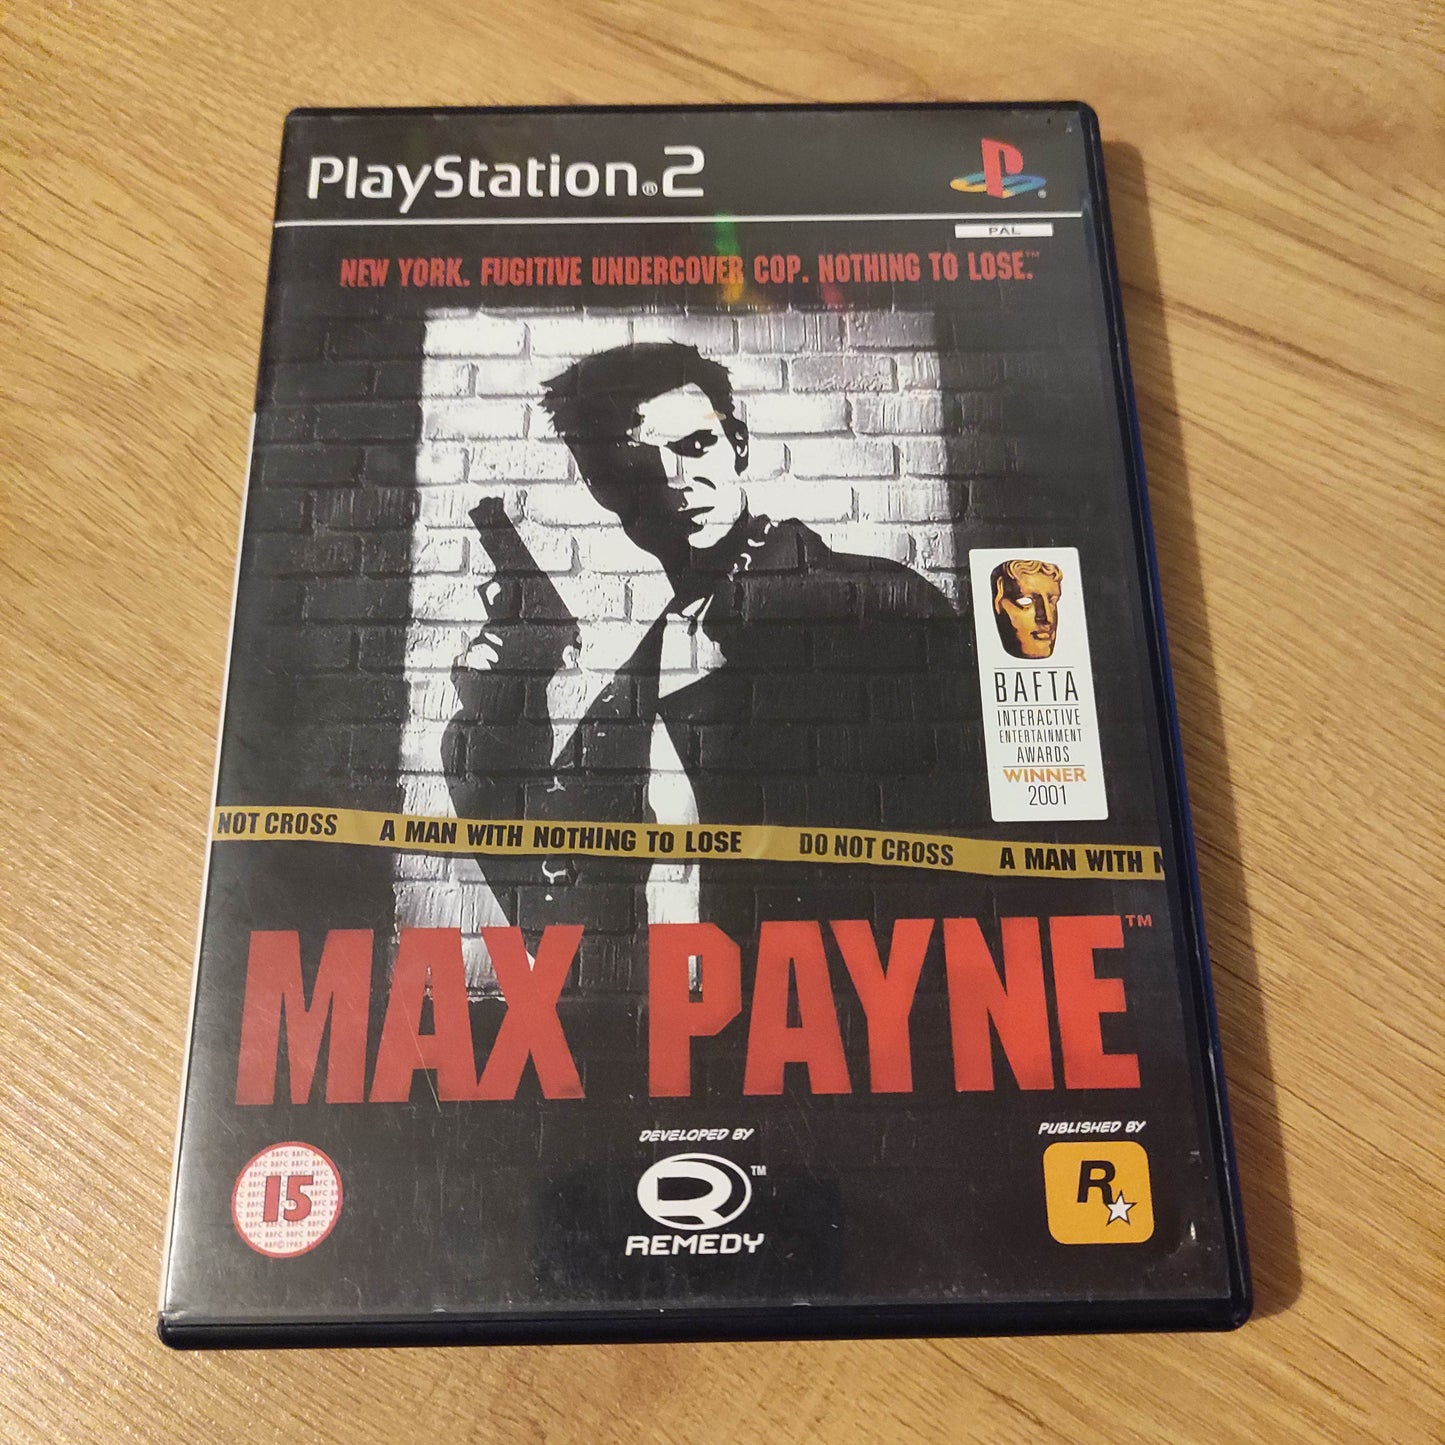 PlayStation®2
PAL
NEW YORK. FUGITIVE UNDERCOVER COP. NOTHING TO LOSE.™
BAFTA
INTERACTIVE
ENTERTAINMENT
AWARDS
WINNER
2001
NOT CROSS A MAN WITH NOTHING TO LOSE DO NOT CROSS A MAN WITH N
MAX PAYNE™
15
DEVELOPED BY
REMEDY™
PUBLISHED BY
R